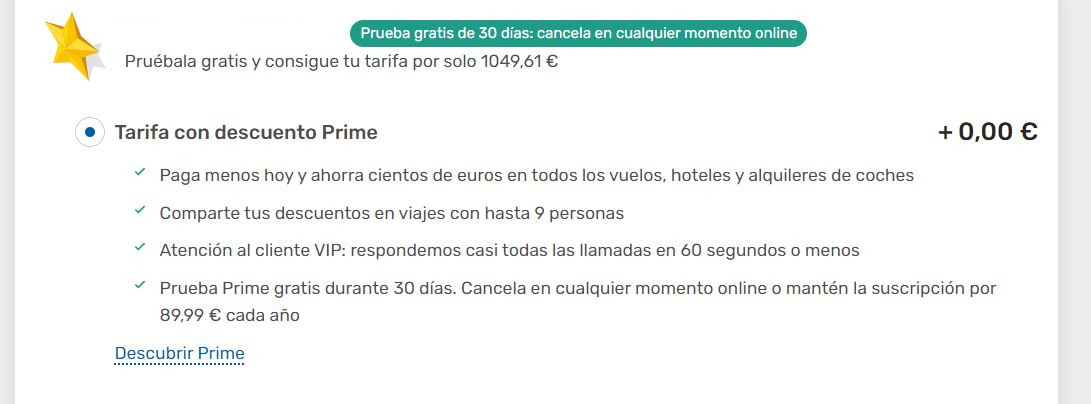 Prueba gratis de 30 días: cancela en cualquier momento online
Pruébala gratis y consigue tu tarifa por solo 1049,61 €
Tarifa con descuento Prime
+ 0,00 €
Paga menos hoy y ahorra cientos de euros en todos los vuelos, hoteles y alquileres de coches
Comparte tus descuentos en viajes con hasta 9 personas
Atención al cliente VIP: respondemos casi todas las llamadas en 60 segundos o menos
Prueba Prime gratis durante 30 días. Cancela en cualquier momento online o mantén la suscripción por
89,99 € cada año
Descubrir Prime